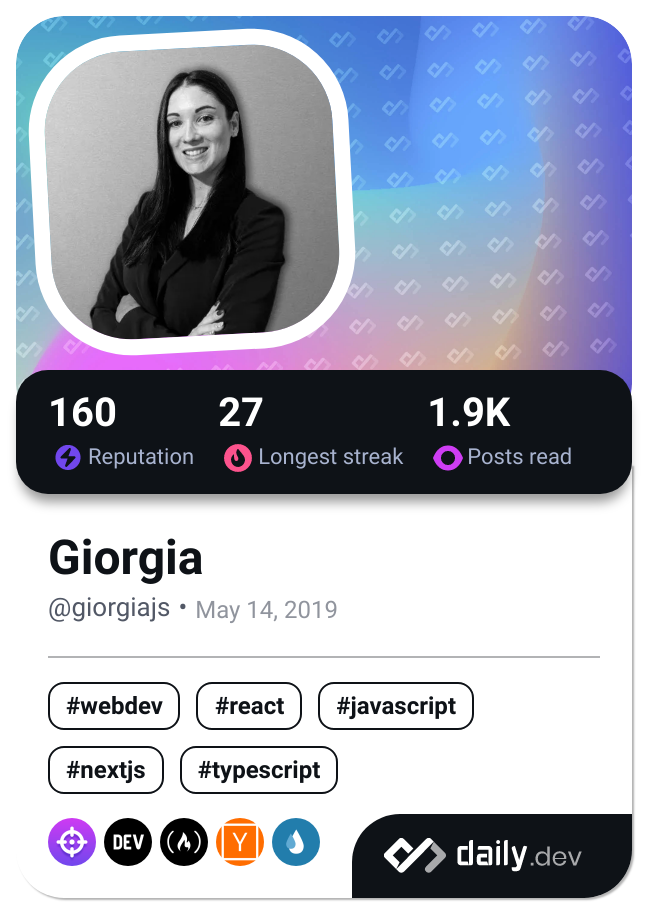 160 27 1.9K
Reputation Longest streak Posts read
Giorgia
@giorgiajs • May 14, 2019
#webdev #react #javascript
#nextjs #typescript
DEV Y
daily.dev